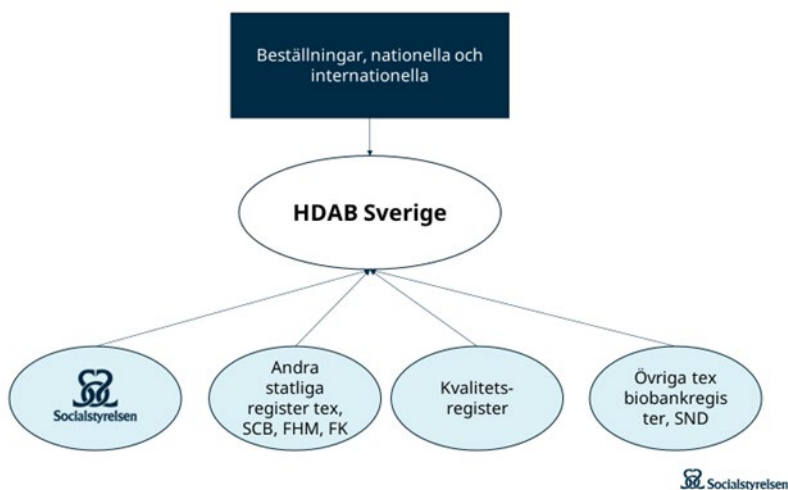 Beställningar, nationella och
internationella
HDAB Sverige
Socialstyrelsen
Andra
statliga
register tex,
SCB, FHM, FK
Kvalitets-
register
Övriga tex
biobankregis
ter, SND
Socialstyrelsen